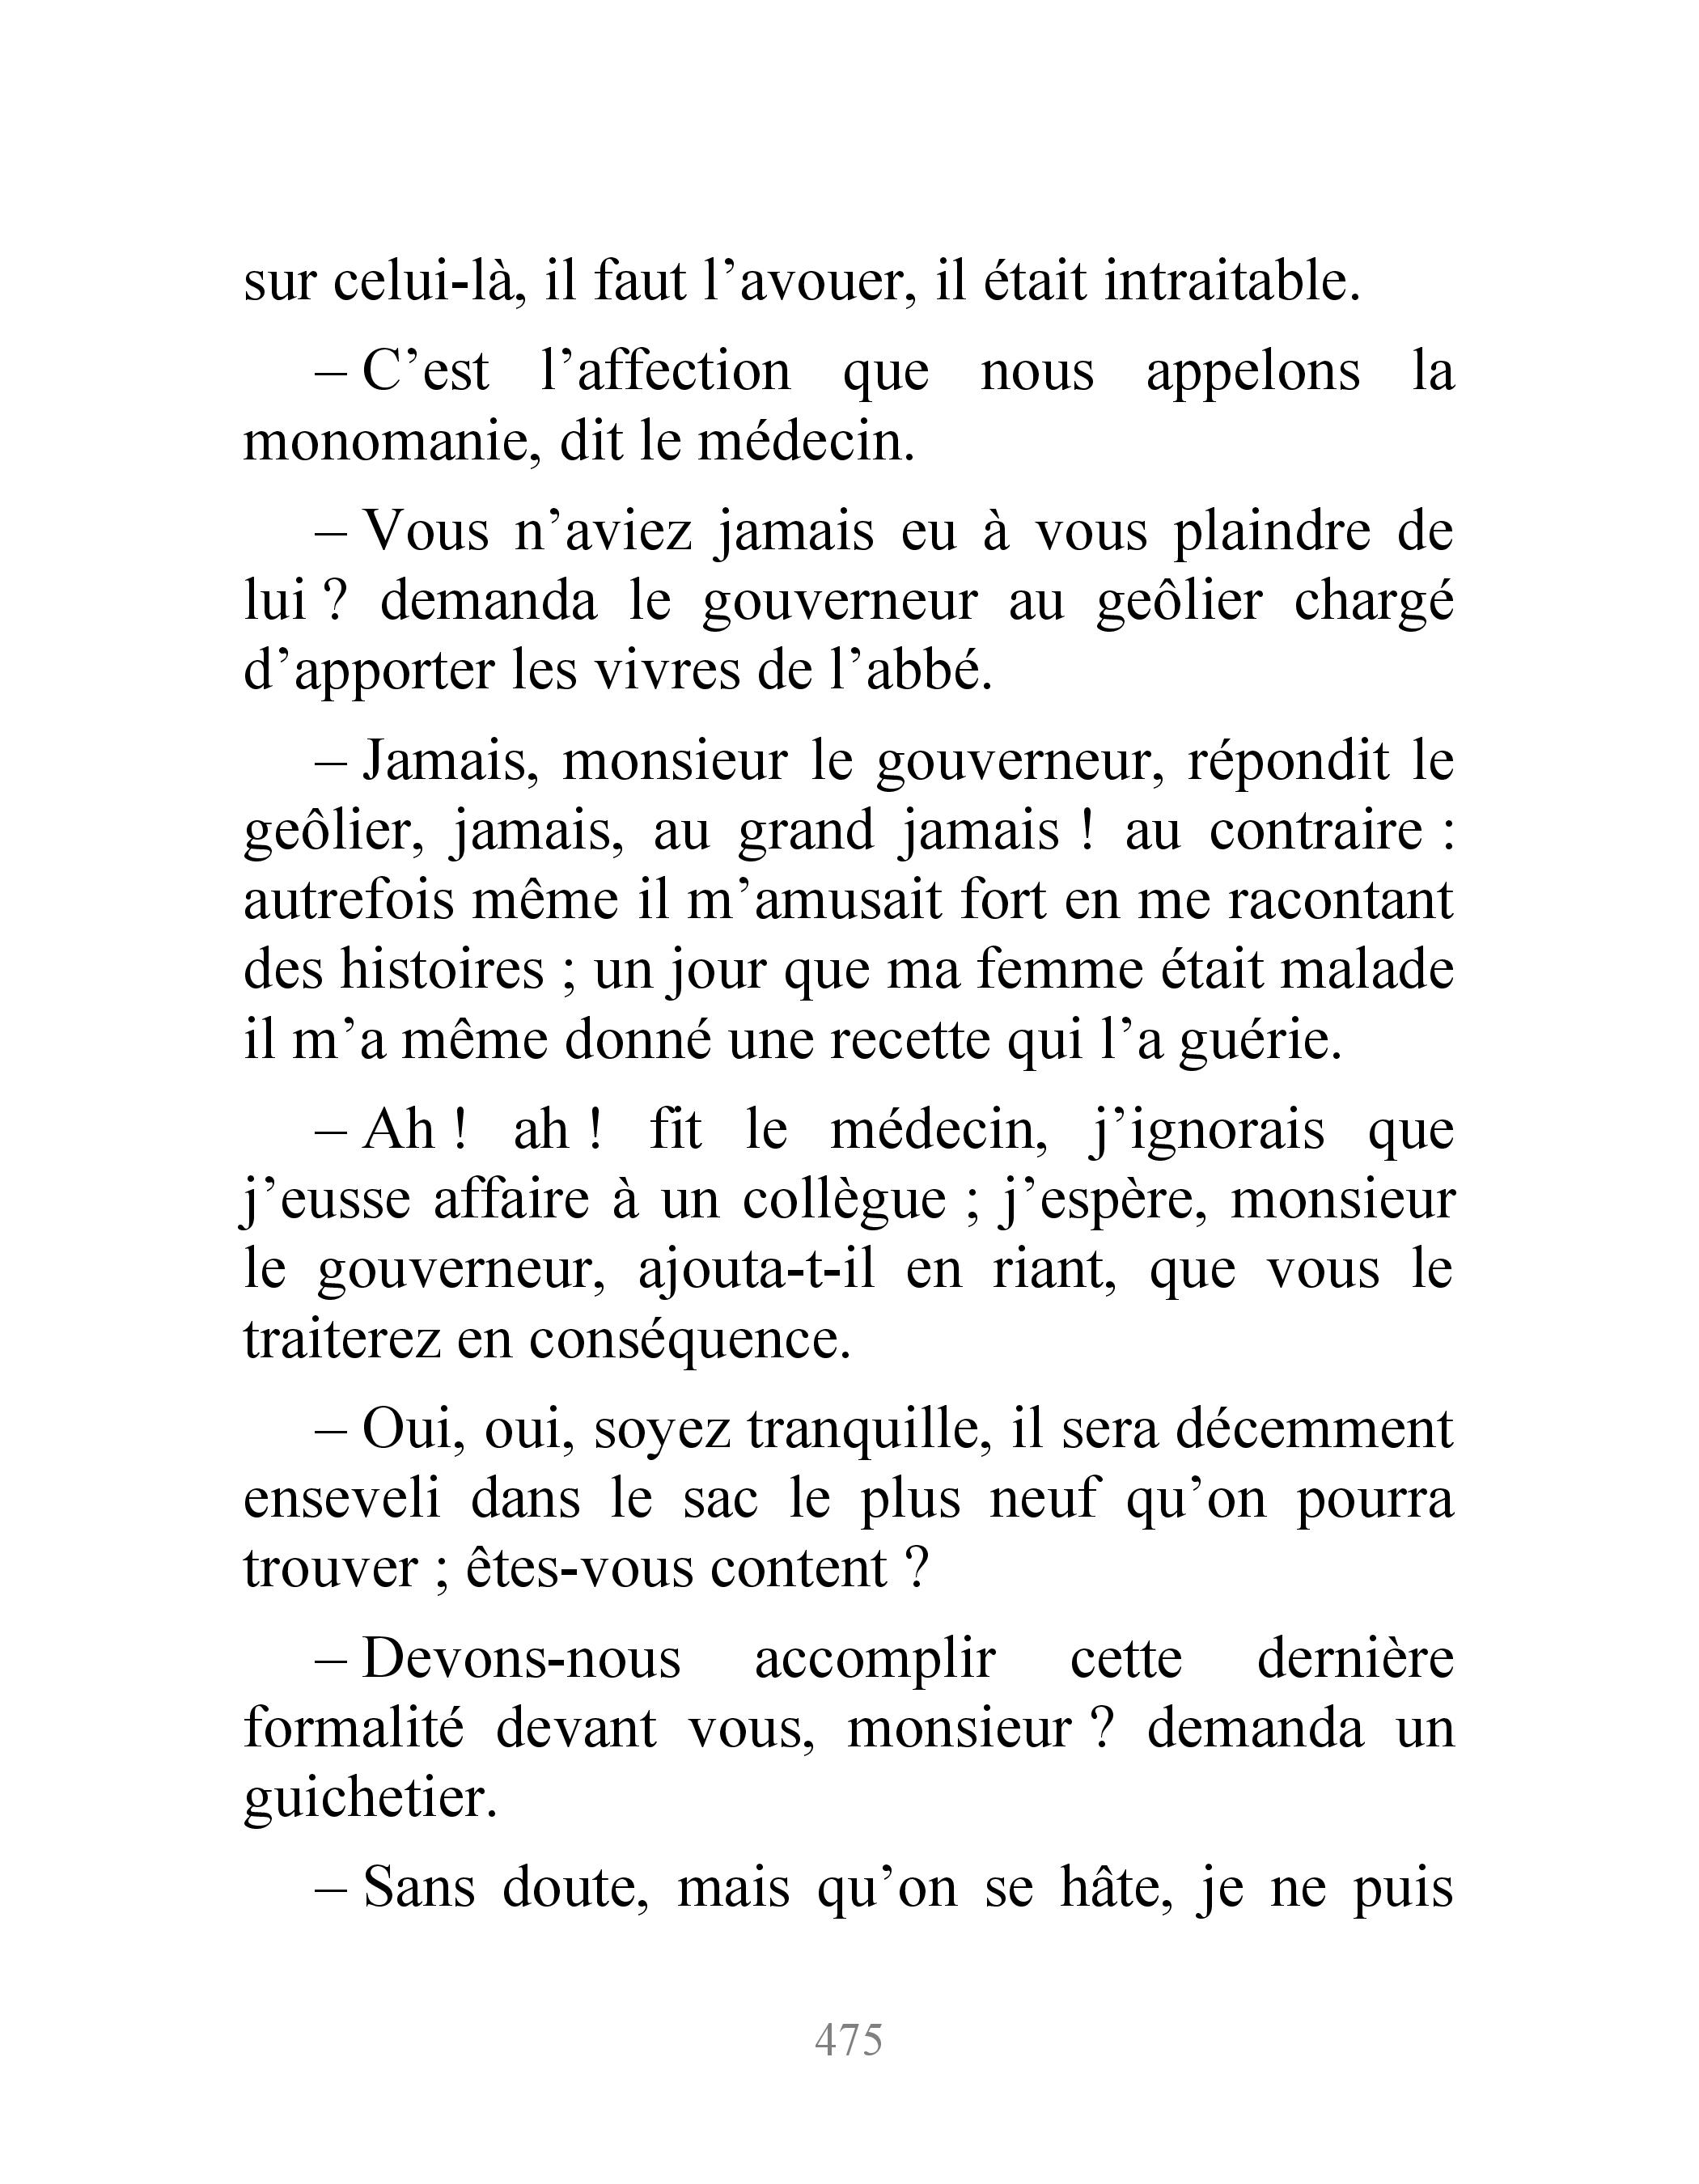 sur celui-là, il faut l’avouer, il était intraitable.
– C’est l’affection que nous appelons la
monomanie, dit le médecin.
– Vous n’aviez jamais eu à vous plaindre de
lui ? demanda le gouverneur au geôlier chargé
d’apporter les vivres de l’abbé.
– Jamais, monsieur le gouverneur, répondit le
geôlier, jamais, au grand jamais ! au contraire :
autrefois même il m’amusait fort en me racontant
des histoires ; un jour que ma femme était malade
il m’a même donné une recette qui l’a guérie.
– Ah ! ah ! fit le médecin, j’ignorais que
j’eusse affaire à un collègue ; j’espère, monsieur
le gouverneur, ajouta-t-il en riant, que vous le
traiterez en conséquence.
– Oui, oui, soyez tranquille, il sera décemment
enseveli dans le sac le plus neuf qu’on pourra
trouver ; êtes-vous content ?
– Devons-nous accomplir cette dernière
formalité devant vous, monsieur ? demanda un
guichetier.
– Sans doute, mais qu’on se hâte, je ne puis
475